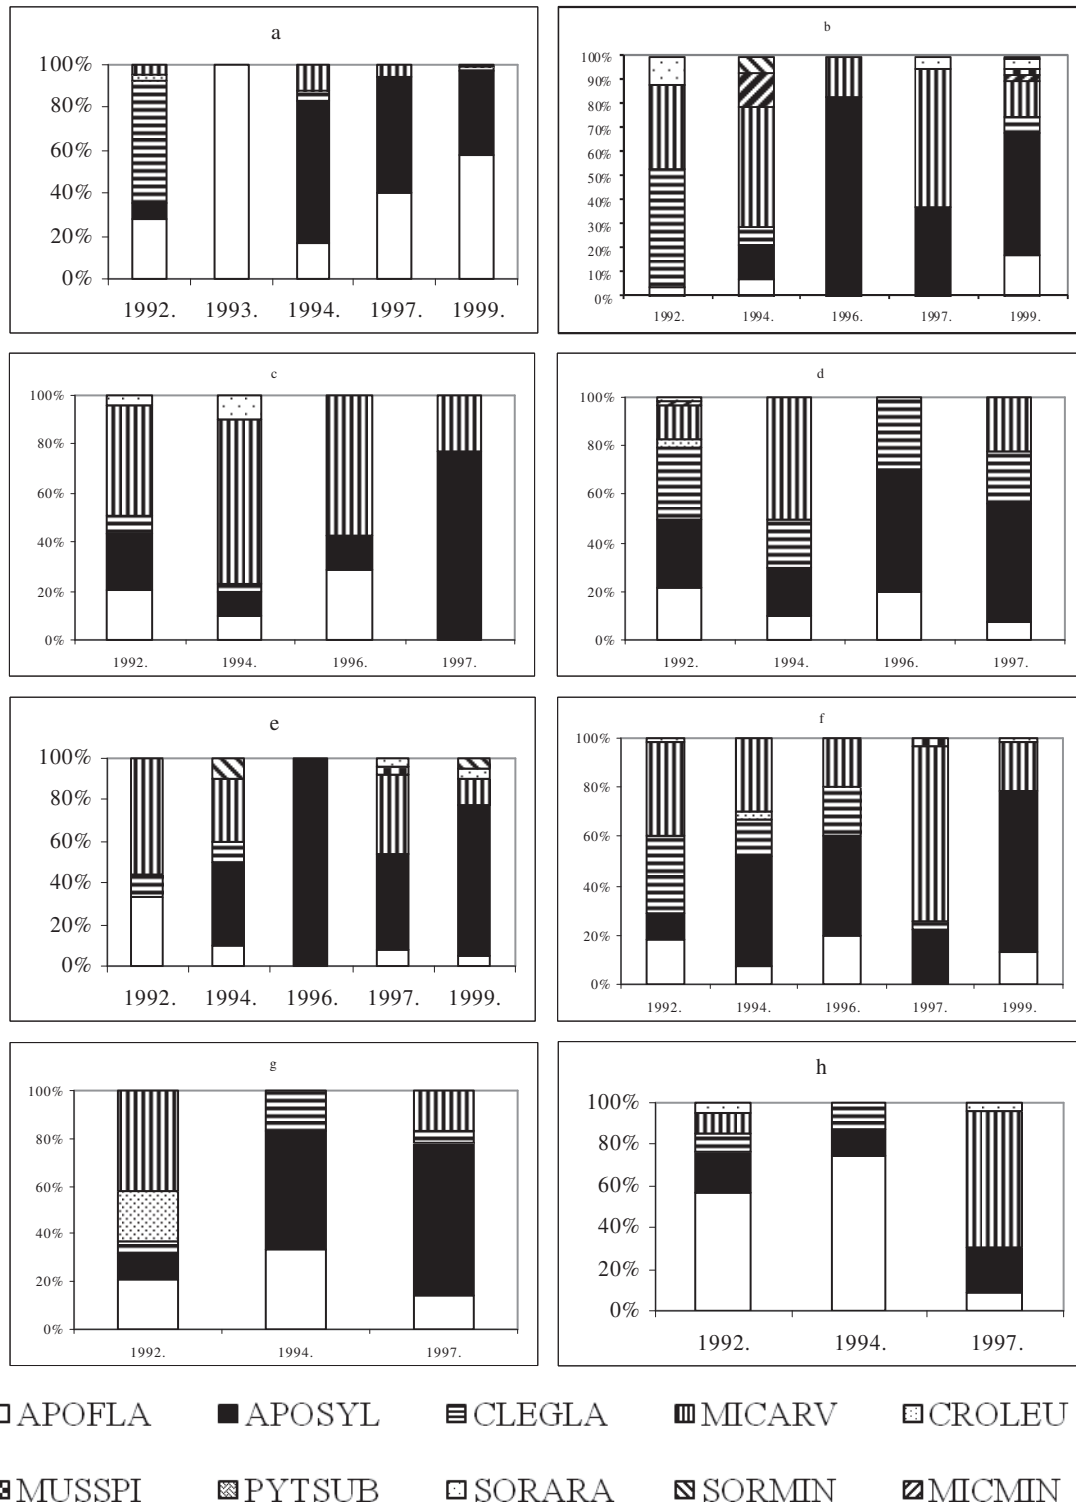 a
100%
80%
60%
40%
20%
0%
1992. 1993. 1994. 1997. 1999.
b
100%
90%
80%
70%
60%
50%
40%
30%
20%
10%
0%
1992. 1994. 1996. 1997. 1999.
c
100%
80%
60%
40%
20%
0%
1992. 1994. 1996. 1997.
d
100%
80%
60%
40%
20%
0%
1992. 1994. 1996. 1997.
e
100%
80%
60%
40%
20%
0%
1992. 1994. 1996. 1997. 1999.
f
100%
80%
60%
40%
20%
0%
1992. 1994. 1996. 1997. 1999.
g
100%
80%
60%
40%
20%
0%
1992. 1994. 1997.
h
100%
80%
60%
40%
20%
0%
1992. 1994. 1997.
APOFLA APOSYL CLEGLA MICARV CROLEU
MUSSPI PYTSUB SORARA SORMIN MICMIN